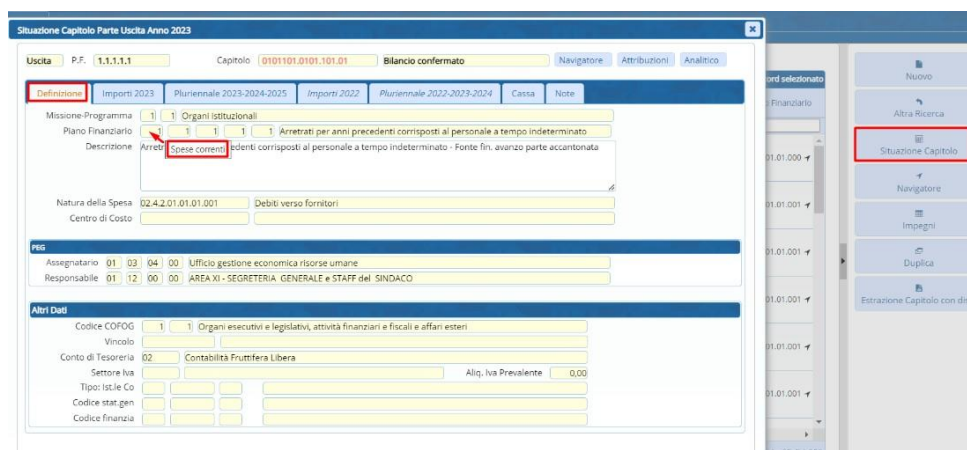 Situazione Capitolo Parte Uscita Anno 2023
Uscita P.F. 1.1.1.1.1 Capitolo 0101101.0101.101.01 Bilancio confermato Navigatore Attribuzioni Analitico
Definizione Importi 2023 Pluriennale 2023-2024-2025 Importi 2022 Pluriennale 2022-2023-2024 Cassa Note
Missione-Programma 1 1 Organi istituzionali
Piano Finanziario 1 1 1 1 1 Arretrati per anni precedenti corrisposti al personale a tempo indeterminato
Descrizione Arretr edenti corrisposti al personale a tempo indeterminato - Fonte fin. avanzo parte accantonata
Spese correnti
Natura della Spesa 02.4.2.01.01.01.001 Debiti verso fornitori
Centro di Costo
PEG
Assegnatario 01 03 04 00 Ufficio gestione economica risorse umane
Responsabile 01 12 00 00 AREA XI - SEGRETERIA GENERALE e STAFF del SINDACO
Altri Dati
Codice COFOG 1 1 Organi esecutivi e legislativi, attività finanziari e fiscali e affari esteri
Vincolo
Conto di Tesoreria 02 Contabilità Fruttifera Libera
Settore Iva Aliq. Iva Prevalente 0,00
Tipo: Ist.le Co
Codice stat.gen
Codice finanzia
ord selezionato
o Finanziario
01.01.000
01.01.001
01.01.001
01.01.001
01.01.001
01.01.001
Nuovo
Altra Ricerca
Situazione Capitolo
Navigatore
Impegni
Duplica
Estrazione Capitolo con dis